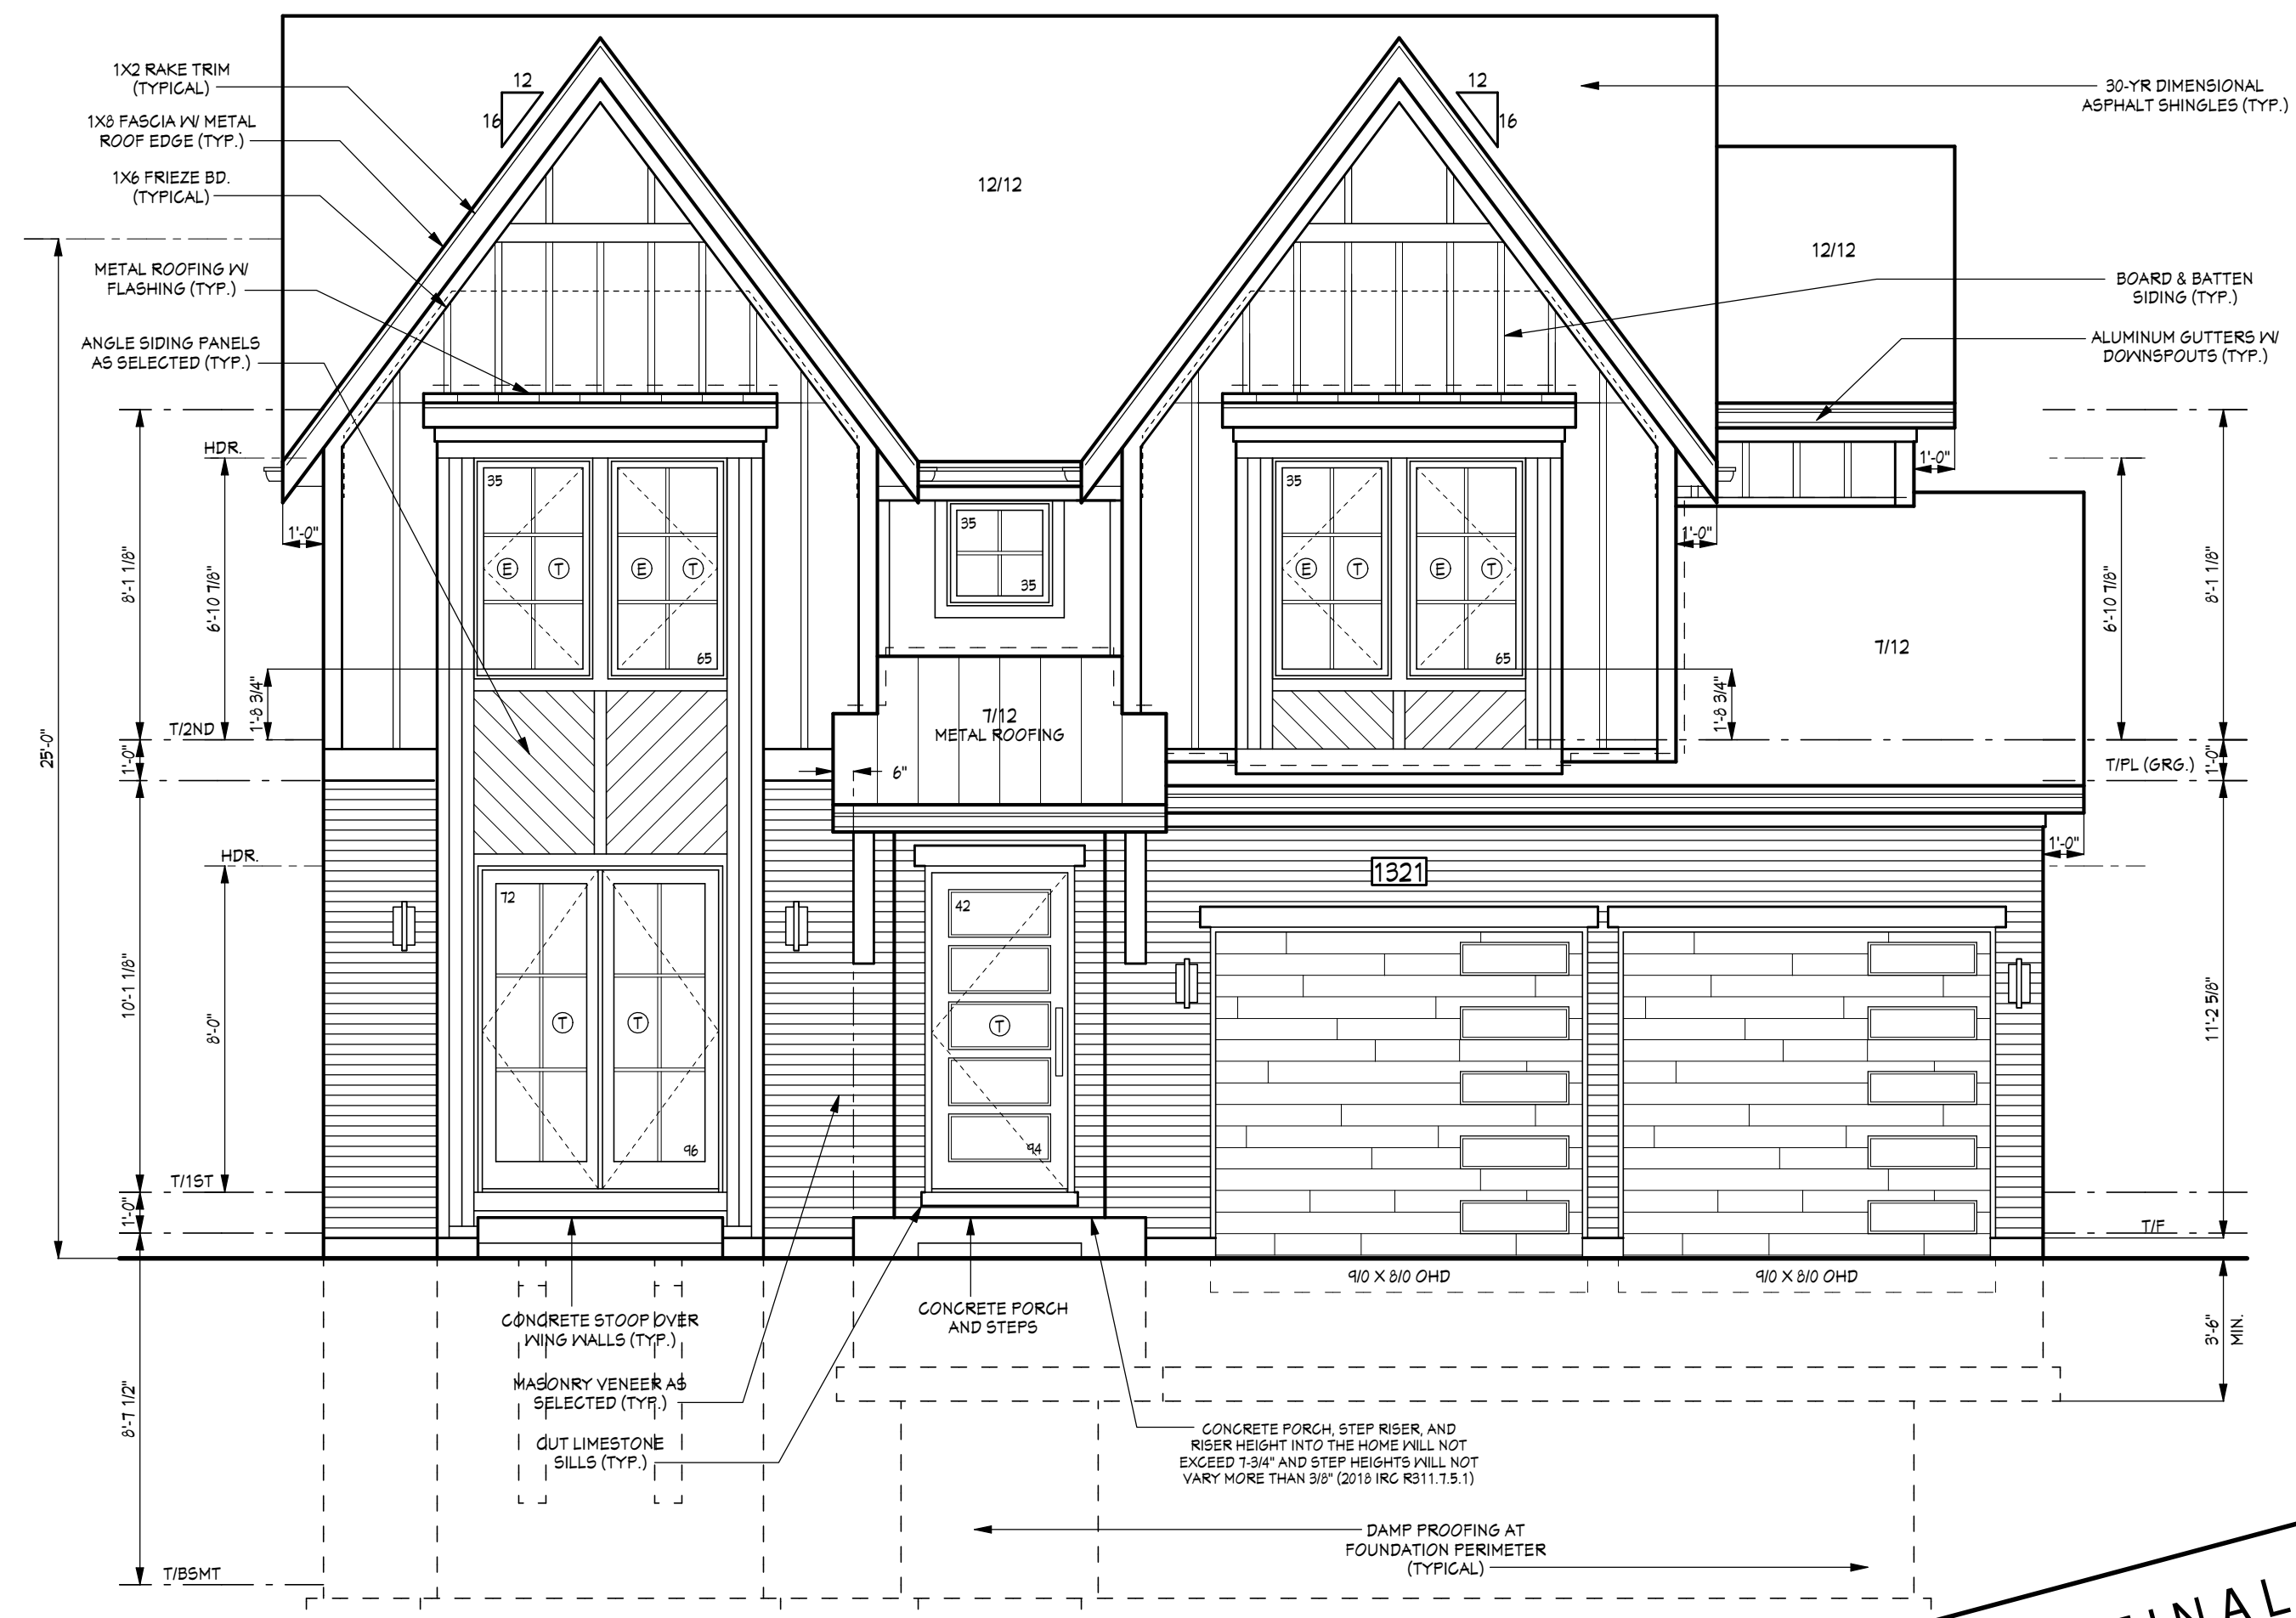 1X2 RAKE TRIM
(TYPICAL)
1X8 FASCIA W/ METAL
ROOF EDGE (TYP.)
1X6 FRIEZE BD.
(TYPICAL)
METAL ROOFING W/
FLASHING (TYP.)
ANGLE SIDING PANELS
AS SELECTED (TYP.)
12
16
12
16
12/12
12/12
30-YR DIMENSIONAL
ASPHALT SHINGLES (TYP.)
BOARD & BATTEN
SIDING (TYP.)
ALUMINUM GUTTERS W/
DOWNSPOUTS (TYP.)
HDR.
1'-0"
8'-1 1/8"
6'-10 7/8"
1'-8 3/4"
T/2ND
1'-0"
25'-0"
HDR.
10'-1 1/8"
8'-0"
T/1ST
1'-0"
8'-7 1/2"
T/BSMT
35
E
T
E
T
65
35
35
35
E
T
E
T
65
1'-0"
1'-0"
7/12
METAL ROOFING
6"
7/12
1'-8 3/4"
6'-10 7/8"
8'-1 1/8"
T/PL (GRG.)
1'-0"
1'-0"
1321
72
T
T
96
42
T
94
11'-2 5/8"
T/F
9/0 X 8/0 OHD
9/0 X 8/0 OHD
3'-6"
MIN.
CONCRETE STOOP OVER
WING WALLS (TYP.)
CONCRETE PORCH
AND STEPS
MASONRY VENEER AS
SELECTED (TYP.)
CUT LIMESTONE
SILLS (TYP.)
CONCRETE PORCH, STEP RISER, AND
RISER HEIGHT INTO THE HOME WILL NOT
EXCEED 7-3/4" AND STEP HEIGHTS WILL NOT
VARY MORE THAN 3/8" (2018 IRC R311.7.5.1)
DAMP PROOFING AT
FOUNDATION PERIMETER
(TYPICAL)